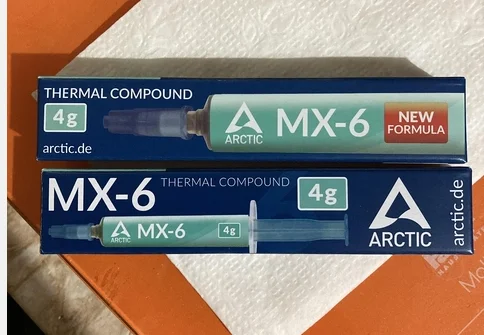 THERMAL COMPOUND
4g
arctic.de
ARCTIC
MX-6
NEW
FORMULA
MX-6 THERMAL COMPOUND 4g
ARCTIC MX-6 4g
ARCTIC
arctic.de